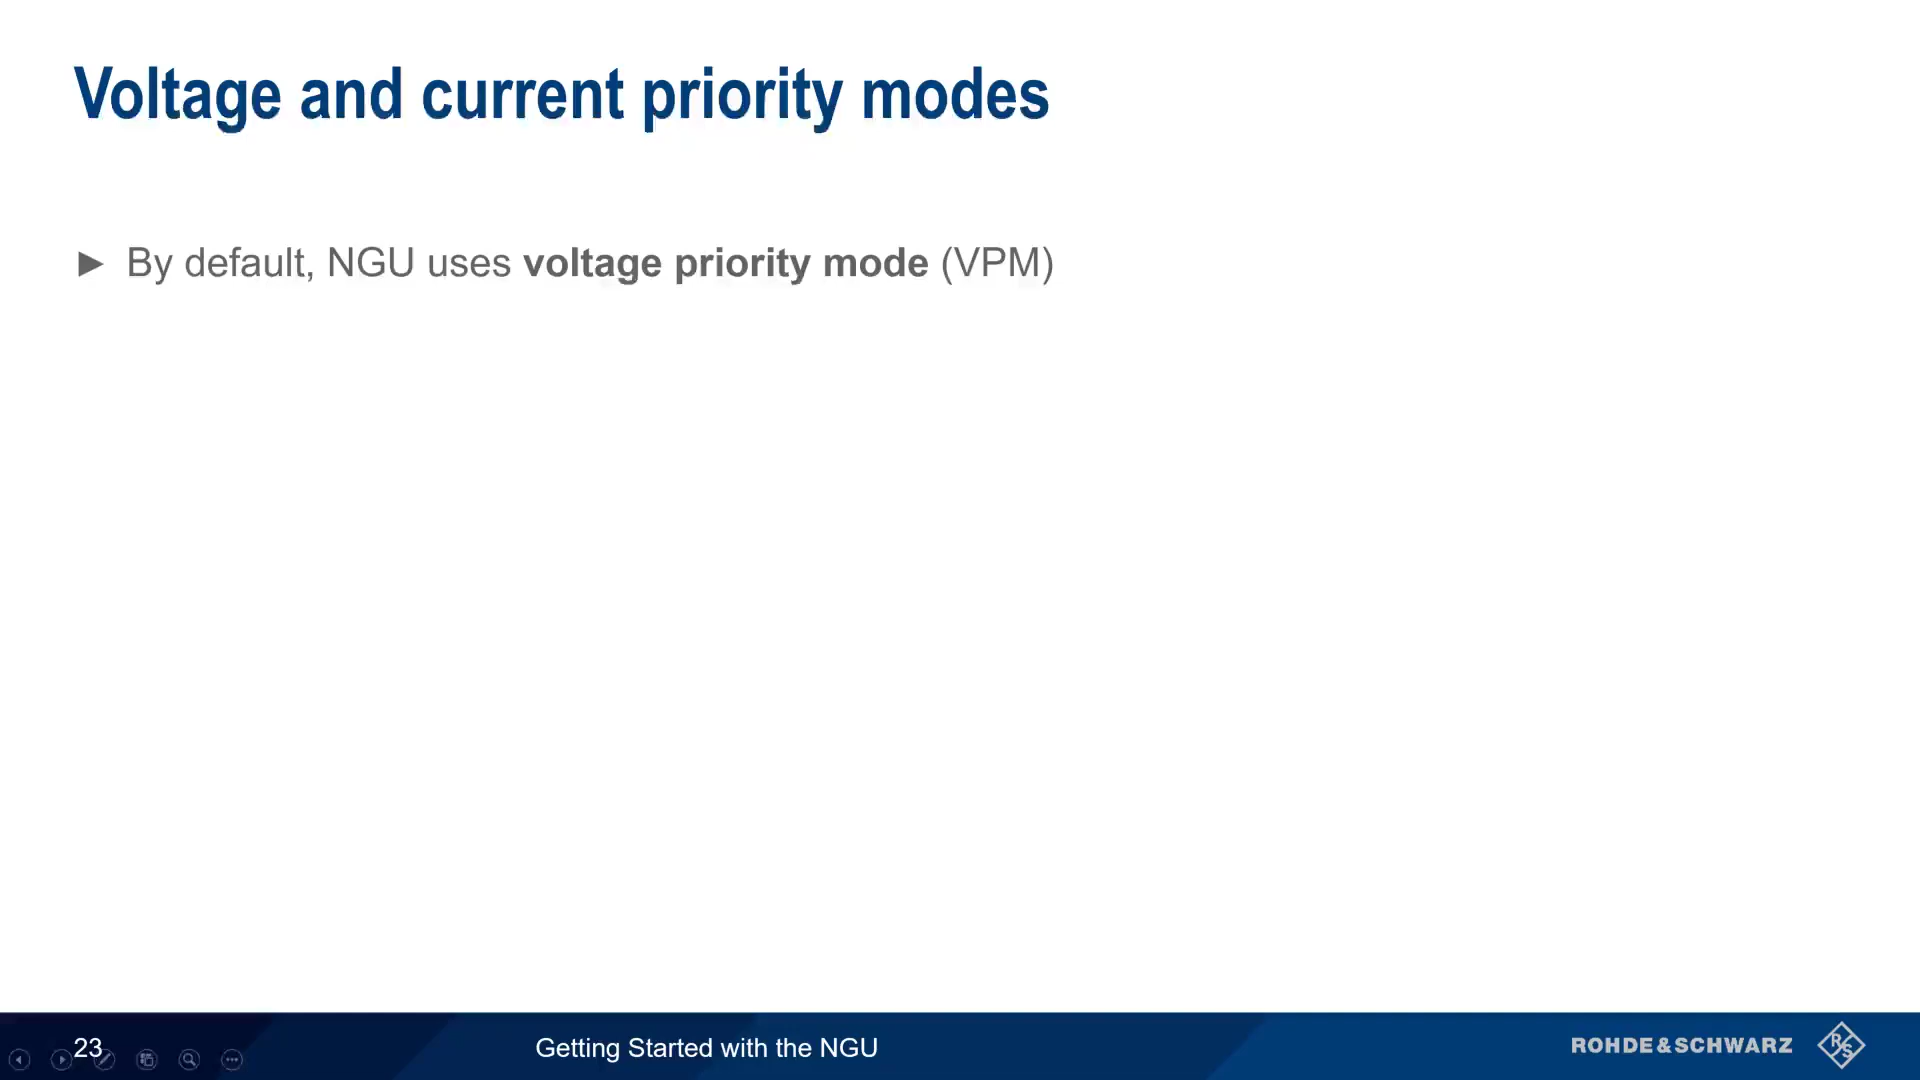 Voltage and current priority modes
► By default, NGU uses voltage priority mode (VPM)
23
Getting Started with the NGU
ROHDE&SCHWARZ
R&S